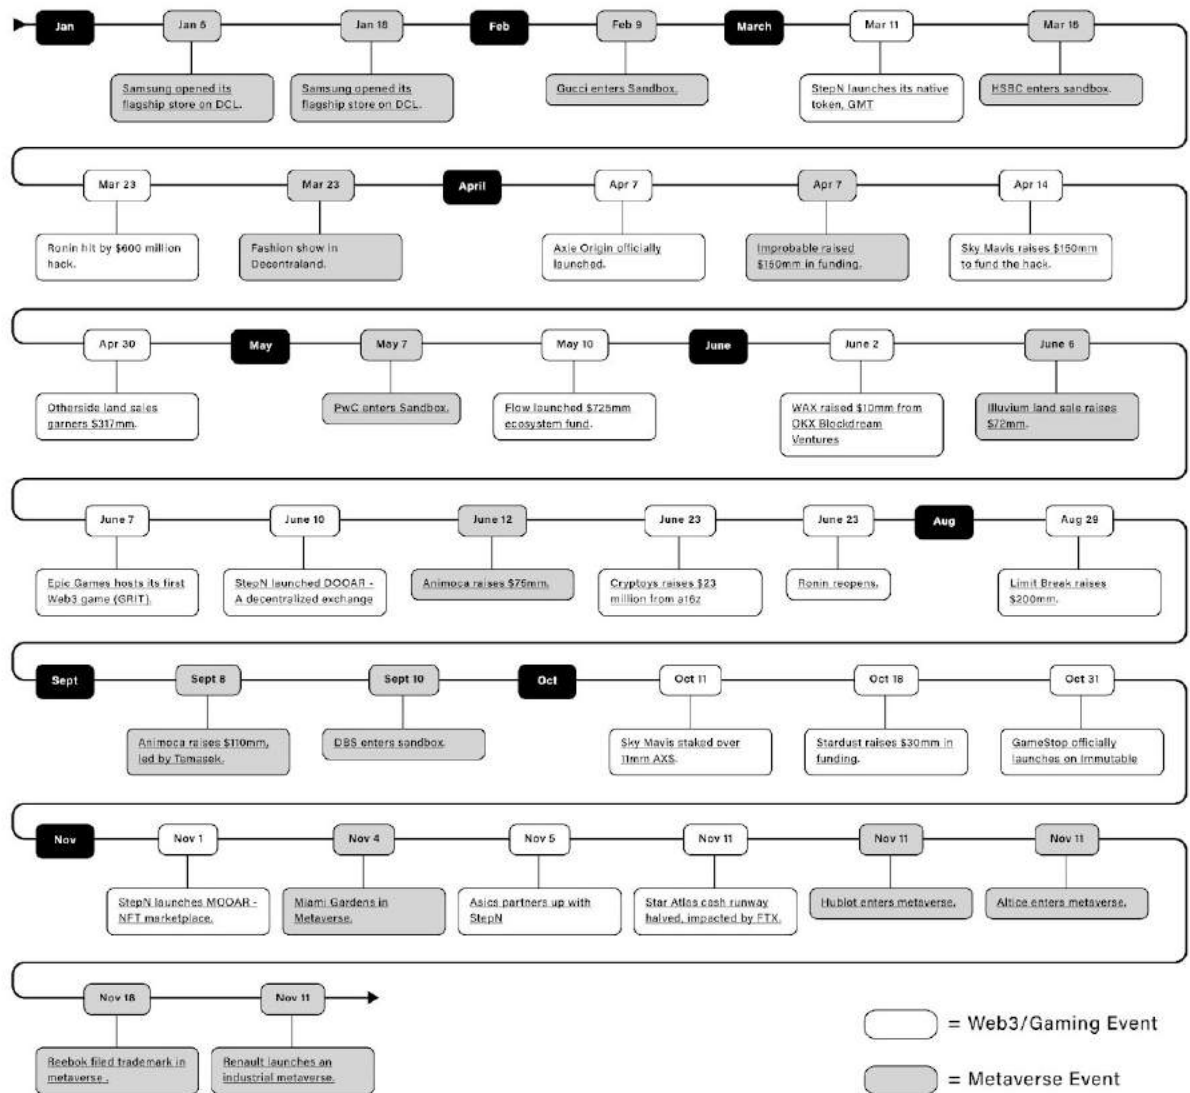 Jan
Jan 6
Jan 18
Feb
Feb 9
March
Mar 11
Mar 16
Samsung opened its
flagship store on DCL.
Samsung opened its
flagship store on DCL.
Gucci enters Sandbox.
StepN launches its native
token, GMT
HSBC enters sandbox.
Mar 23
Mar 23
April
Apr 7
Apr 7
Apr 14
Ronin hit by $600 million
hack.
Fashion show in
Decentraland.
Axie Origin officially
launched.
Improbable raised
$150mm in funding.
Sky Mavis raises $150mm
to fund the hack.
Apr 30
May
May 7
May 10
June
June 2
June 6
Otherside land sales
garners $317mm.
PwC enters Sandbox.
Flow launched $725mm
ecosystem fund.
WAX raised $10mm from
OKX Blockdream
Ventures
Illuvium land sale raises
$72mm.
June 7
June 10
June 12
June 23
June 23
Aug
Aug 29
Epic Games hosts its first
Web3 game (GRIT).
StepN launched DOOAR -
A decentralized exchange
Animoca raises $75mm.
Cryptoys raises $23
million from a16z
Ronin reopens.
Limit Break raises
$200mm.
Sept
Sept 8
Sept 10
Oct
Oct 11
Oct 18
Oct 31
Animoca raises $110mm,
led by Tamasek.
DBS enters sandbox.
Sky Mavis staked over
11mm AXS.
Stardust raises $30mm in
funding.
GameStop officially
launches on Immutable
Nov
Nov 1
Nov 4
Nov 5
Nov 11
Nov 11
Nov 11
StepN launches MOOAR -
NFT marketplace.
Miami Gardens in
Metaverse.
Asics partners up with
StepN
Star Atlas cash runway
halved, impacted by FTX.
Hublot enters metaverse.
Altice enters metaverse.
Nov 18
Nov 11
Reebok filed trademark in
metaverse .
Renault launches an
industrial metaverse.
= Web3/Gaming Event
= Metaverse Event